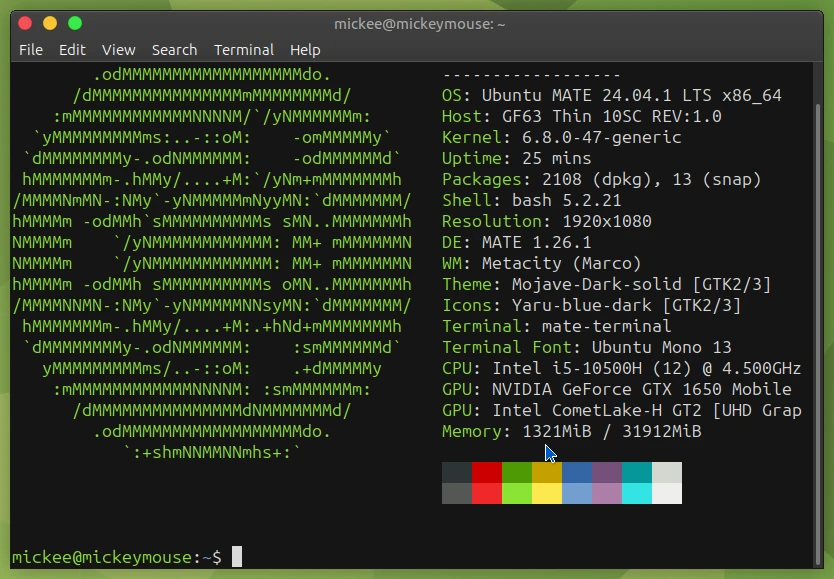 mickee@mickeymouse: ~
File Edit View Search Terminal Help
.odMMMMMMMMMMMMMMMMMMdo. ------------------
/dMMMMMMMMMMMMMMMmMMMMMMMMd/ OS: Ubuntu MATE 24.04.1 LTS x86_64
:mMMMMMMMMMMMMNNNNM/`/yNMMMMMMm: Host: GF63 Thin 10SC REV:1.0
`yMMMMMMMMMms:..-::oM: -omMMMMMy` Kernel: 6.8.0-47-generic
`dMMMMMMMMy-.odNMMMMMM: -odMMMMMMd` Uptime: 25 mins
hMMMMMMMm-.hMMy/....+M:`/yNm+mMMMMMMMh Packages: 2108 (dpkg), 13 (snap)
/MMMMNmMN-:NMy`-yNMMMMMmNyyMN:`dMMMMMMM/ Shell: bash 5.2.21
hMMMMm -odMMh`sMMMMMMMMMMs sMN..MMMMMMMh Resolution: 1920x1080
NMMMMm `/yNMMMMMMMMMMMM: MM+ mMMMMMMN DE: MATE 1.26.1
NMMMMm `/yNMMMMMMMMMMMM: MM+ mMMMMMMN WM: Metacity (Marco)
hMMMMm -odMMh sMMMMMMMMMMs oMN..MMMMMMMh Theme: Mojave-Dark-solid [GTK2/3]
/MMMMNNMN-:NMy`-yNMMMMMNNsyMN:`dMMMMMMM/ Icons: Yaru-blue-dark [GTK2/3]
hMMMMMMMm-.hMMy/....+M:.+hNd+mMMMMMMMh Terminal: mate-terminal
`dMMMMMMMMy-.odNMMMMMM: :smMMMMMMd` Terminal Font: Ubuntu Mono 13
yMMMMMMMMMms/..-::oM: .+dMMMMMy CPU: Intel i5-10500H (12) @ 4.500GHz
:mMMMMMMMMMMMMNNNNM: :smMMMMMMm: GPU: NVIDIA GeForce GTX 1650 Mobile
/dMMMMMMMMMMMMMMMdNMMMMMMMd/ GPU: Intel CometLake-H GT2 [UHD Grap
.odMMMMMMMMMMMMMMMMMMdo. Memory: 1321MiB / 31912MiB
`:+shmNNMMNNmhs+:`
mickee@mickeymouse:~$